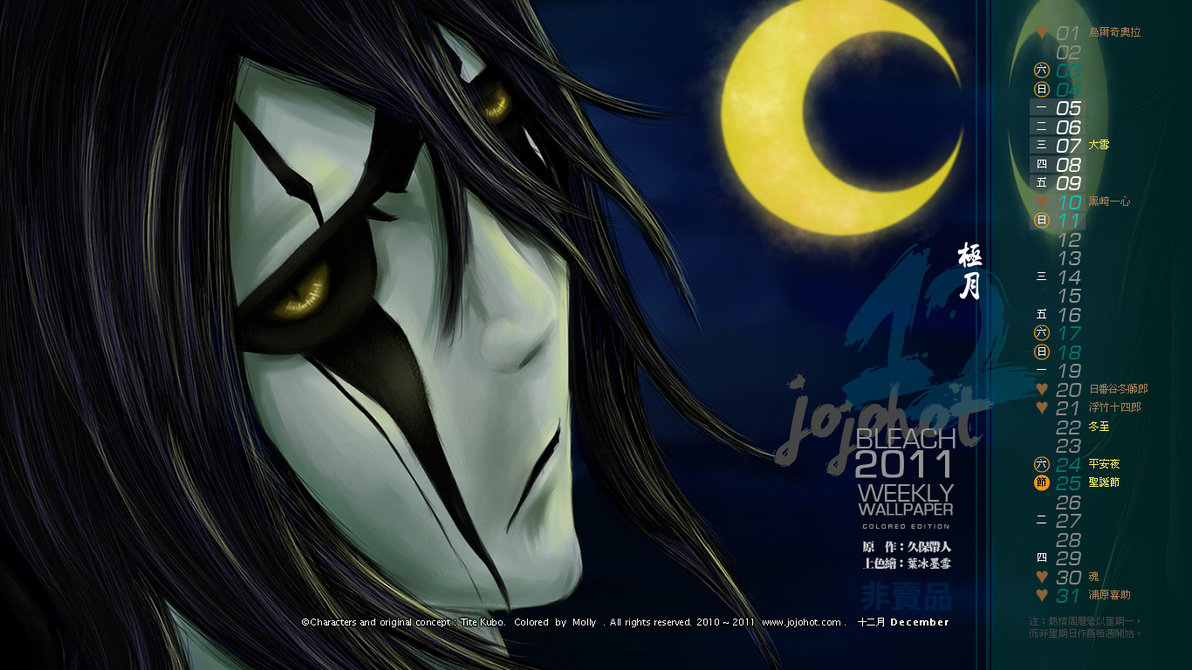 01 烏爾奇奧拉
02
六 03
日 04
一 05
二 06
三 07 大雪
四 08
五 09
10 黑崎一心
日 11
12
13
三 14
15
五 16
六 17
日 18
一 19
20 日番谷冬獅郎
21 浮竹十四郎
22 冬至
23
六 24 平安夜
節 25 聖誕節
26
二 27
28
四 29
30 魂
31 浦原喜助
極月
12
jojohot
BLEACH
2011
WEEKLY
WALLPAPER
COLORED EDITION
原 作：久保帶人
上色繪：葉冰墨雪
非賣品
©Characters and original concept : Tite Kubo. Colored by Molly . All rights reserved. 2010 ~ 2011 www.jojohot.com . 十二月 December
注：熱情周曆是以星期一，
而非星期日作為每週開始。